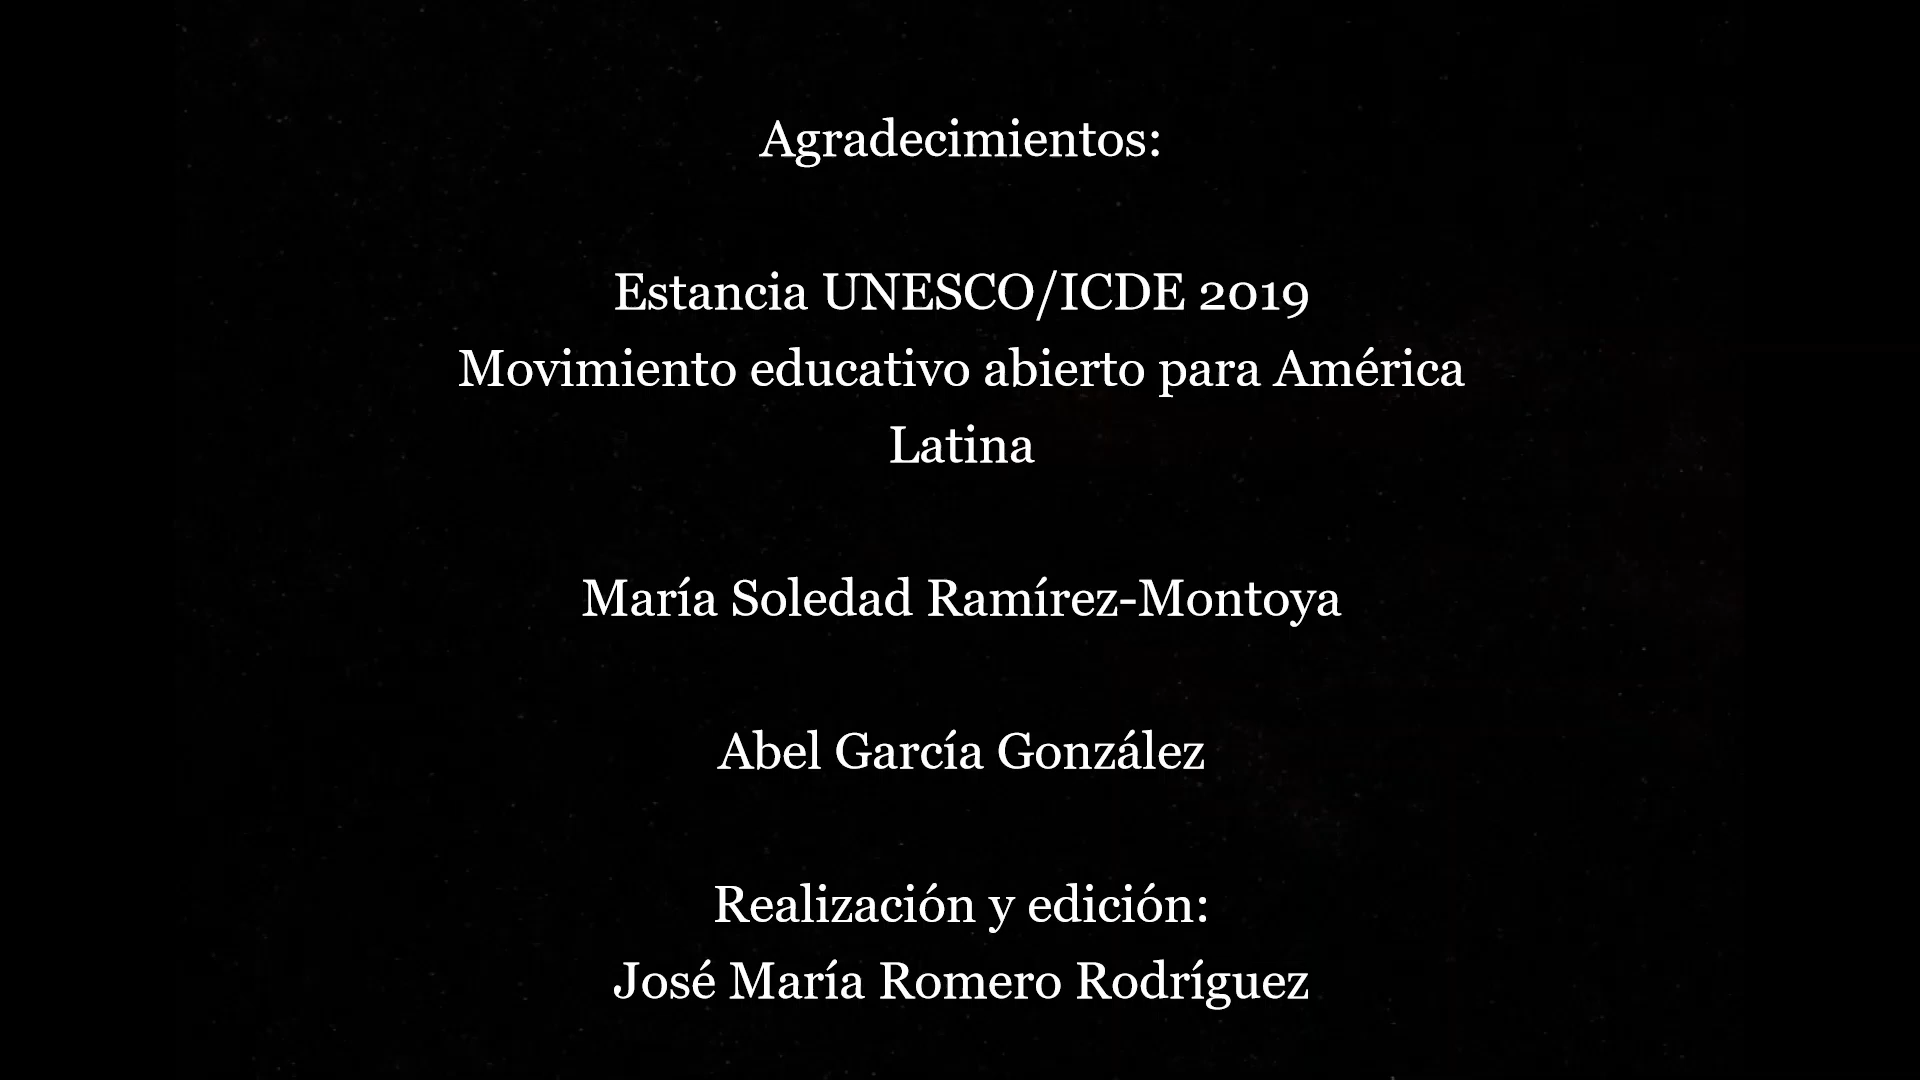 Agradecimientos:
Estancia UNESCO/ICDE 2019
Movimiento educativo abierto para América
Latina
María Soledad Ramírez-Montoya
Abel García González
Realización y edición:
José María Romero Rodríguez